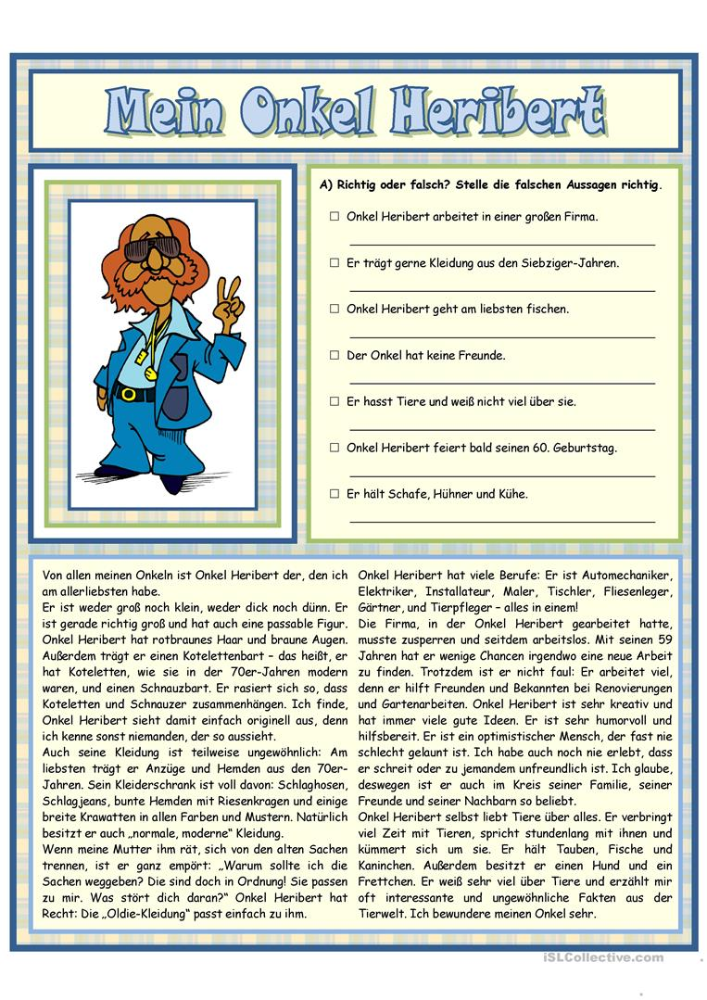 Mein Onkel Heribert
A) Richtig oder falsch? Stelle die falschen Aussagen richtig.
☐ Onkel Heribert arbeitet in einer großen Firma.
☐ Er trägt gerne Kleidung aus den Siebziger-Jahren.
☐ Onkel Heribert geht am liebsten fischen.
☐ Der Onkel hat keine Freunde.
☐ Er hasst Tiere und weiß nicht viel über sie.
☐ Onkel Heribert feiert bald seinen 60. Geburtstag.
☐ Er hält Schafe, Hühner und Kühe.
Von allen meinen Onkeln ist Onkel Heribert der, den ich
am allerliebsten habe.
Er ist weder groß noch klein, weder dick noch dünn. Er
ist gerade richtig groß und hat auch eine passable Figur.
Onkel Heribert hat rotbraunes Haar und braune Augen.
Außerdem trägt er einen Kotelettenbart – das heißt, er
hat Koteletten, wie sie in der 70er-Jahren modern
waren, und einen Schnauzbart. Er rasiert sich so, dass
Koteletten und Schnauzer zusammenhängen. Ich finde,
Onkel Heribert sieht damit einfach originell aus, denn
ich kenne sonst niemanden, der so aussieht.
Auch seine Kleidung ist teilweise ungewöhnlich: Am
liebsten trägt er Anzüge und Hemden aus den 70er-
Jahren. Sein Kleiderschrank ist voll davon: Schlaghosen,
Schlagjeans, bunte Hemden mit Riesenkragen und einige
breite Krawatten in allen Farben und Mustern. Natürlich
besitzt er auch „normale, moderne“ Kleidung.
Wenn meine Mutter ihm rät, sich von den alten Sachen
trennen, ist er ganz empört: „Warum sollte ich die
Sachen weggeben? Die sind doch in Ordnung! Sie passen
zu mir. Was stört dich daran?“ Onkel Heribert hat
Recht: Die „Oldie-Kleidung“ passt einfach zu ihm.
Onkel Heribert hat viele Berufe: Er ist Automechaniker,
Elektriker, Installateur, Maler, Tischler, Fliesenleger,
Gärtner, und Tierpfleger – alles in einem!
Die Firma, in der Onkel Heribert gearbeitet hatte,
musste zusperren und seitdem arbeitslos. Mit seinen 59
Jahren hat er wenige Chancen irgendwo eine neue Arbeit
zu finden. Trotzdem ist er nicht faul: Er arbeitet viel,
denn er hilft Freunden und Bekannten bei Renovierungen
und Gartenarbeiten. Onkel Heribert ist sehr kreativ und
hat immer viele gute Ideen. Er ist sehr humorvoll und
hilfsbereit. Er ist ein optimistischer Mensch, der fast nie
schlecht gelaunt ist. Ich habe auch noch nie erlebt, dass
er schreit oder zu jemandem unfreundlich ist. Ich glaube,
deswegen ist er auch im Kreis seiner Familie, seiner
Freunde und seiner Nachbarn so beliebt.
Onkel Heribert selbst liebt Tiere über alles. Er verbringt
viel Zeit mit Tieren, spricht stundenlang mit ihnen und
kümmert sich um sie. Er hält Tauben, Fische und
Kaninchen. Außerdem besitzt er einen Hund und ein
Frettchen. Er weiß sehr viel über Tiere und erzählt mir
oft interessante und ungewöhnliche Fakten aus der
Tierwelt. Ich bewundere meinen Onkel sehr.
iSLCollective.com